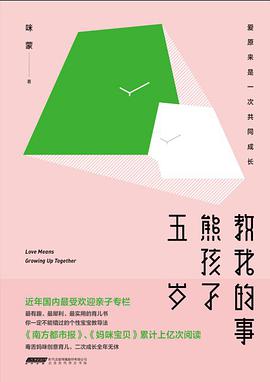 咪蒙
著
爱原来是一次共同成长
五岁
熊孩子
教我的事
Love Means
Growing Up Together
近年国内最受欢迎亲子专栏
最有趣、最犀利、最实用的育儿书
你一定不能错过的个性宝宝教导法
《南方都市报》、《妈咪宝贝》累计上亿次阅读
毒舌妈咪创意育儿，二次成长全年无休